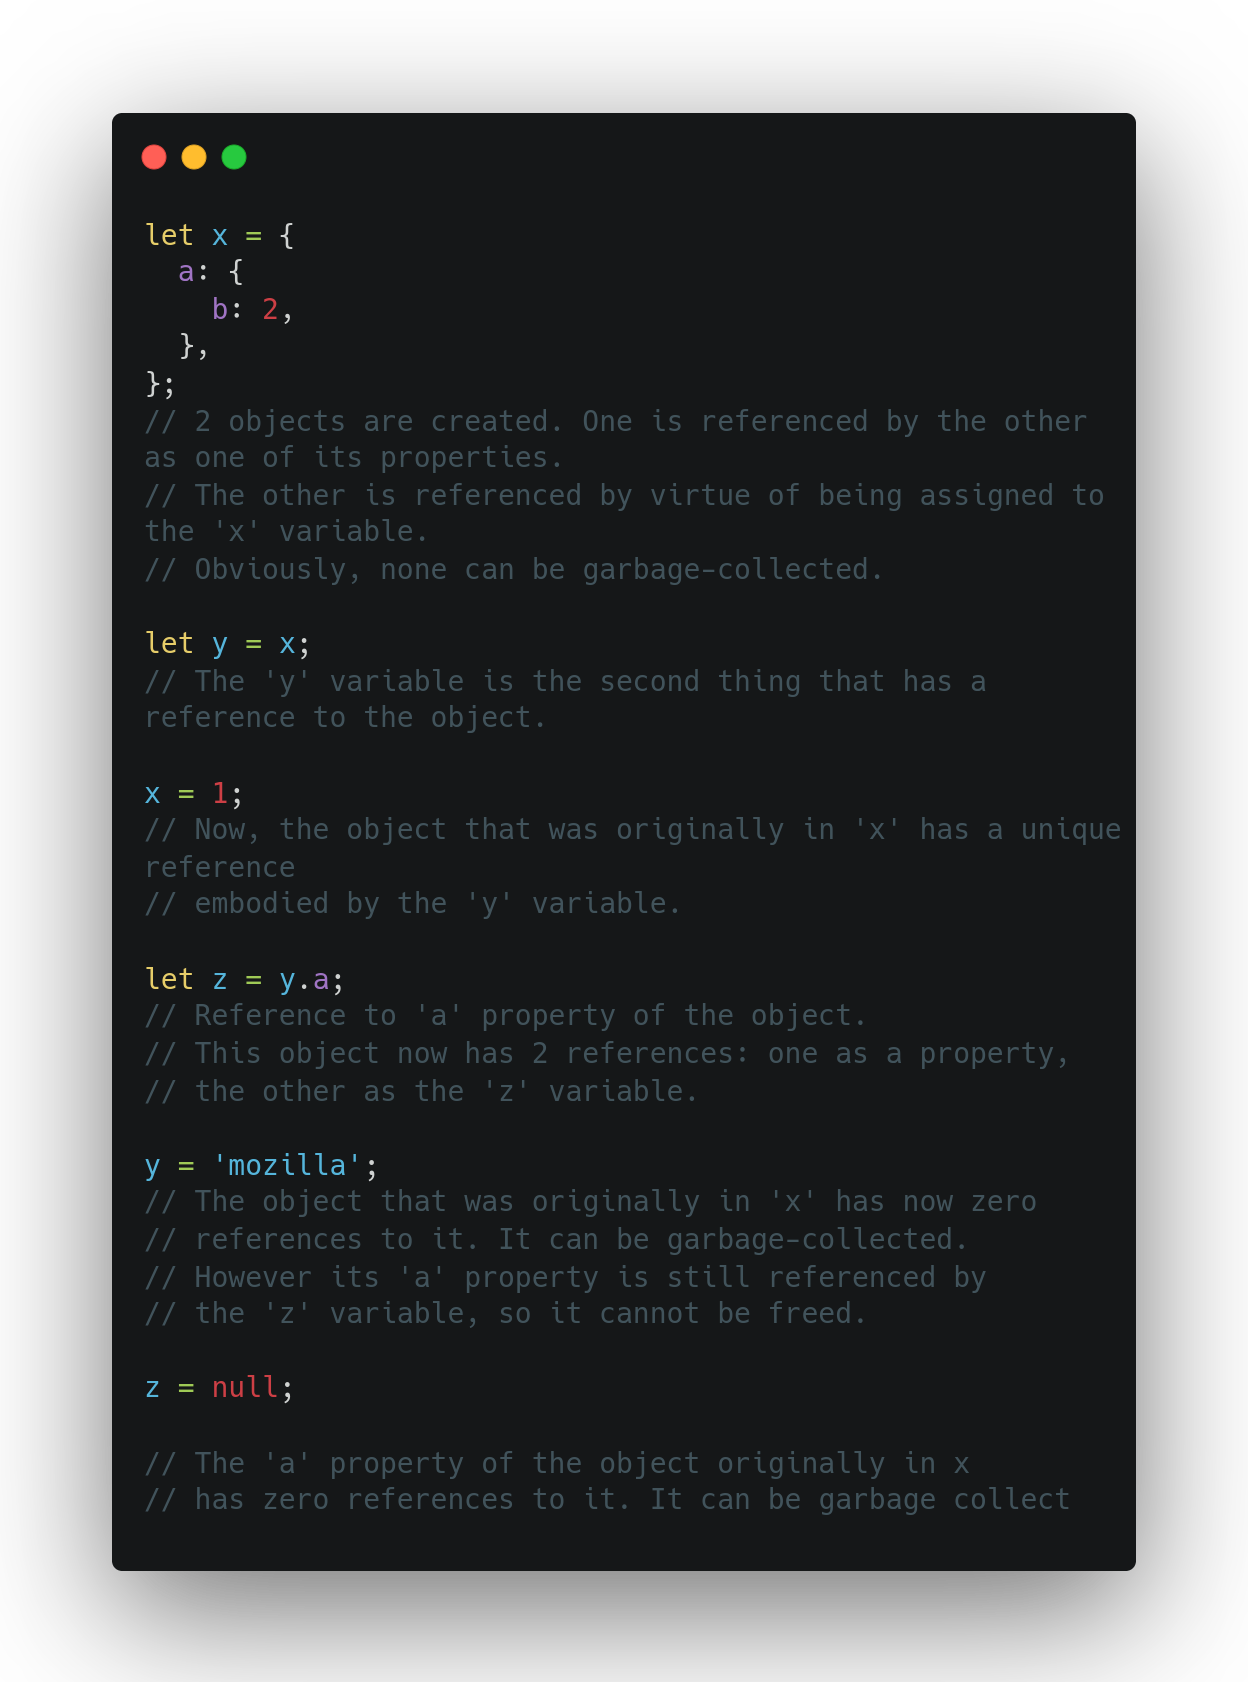 let x = {
  a: {
    b: 2,
  },
};
// 2 objects are created. One is referenced by the other
as one of its properties.
// The other is referenced by virtue of being assigned to
the 'x' variable.
// Obviously, none can be garbage-collected.

let y = x;
// The 'y' variable is the second thing that has a
reference to the object.

x = 1;
// Now, the object that was originally in 'x' has a unique
reference
// embodied by the 'y' variable.

let z = y.a;
// Reference to 'a' property of the object.
// This object now has 2 references: one as a property,
// the other as the 'z' variable.

y = 'mozilla';
// The object that was originally in 'x' has now zero
// references to it. It can be garbage-collected.
// However its 'a' property is still referenced by
// the 'z' variable, so it cannot be freed.

z = null;

// The 'a' property of the object originally in x
// has zero references to it. It can be garbage collect